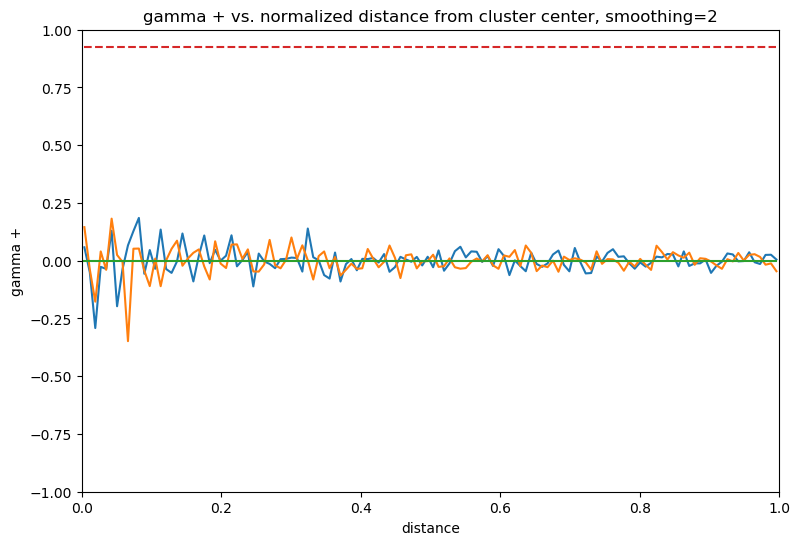 gamma + vs. normalized distance from cluster center, smoothing=2
1.00
0.75
0.50
0.25
0.00
−0.25
−0.50
−0.75
−1.00
gamma +
0.0 0.2 0.4 0.6 0.8 1.0
distance